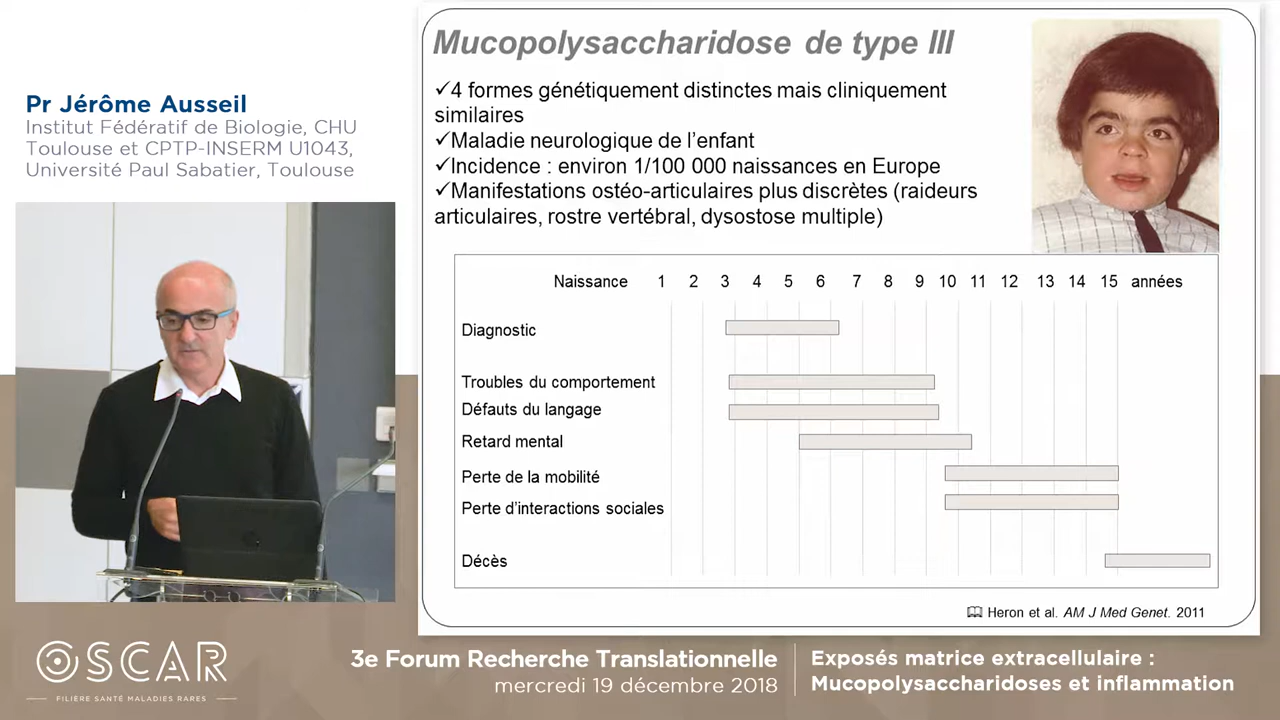 Pr Jérôme Ausseil
Institut Fédératif de Biologie, CHU
Toulouse et CPTP-INSERM U1043,
Université Paul Sabatier, Toulouse
Mucopolysaccharidose de type III
✓4 formes génétiquement distinctes mais cliniquement
similaires
✓Maladie neurologique de l'enfant
✓Incidence : environ 1/100 000 naissances en Europe
✓Manifestations ostéo-articulaires plus discrètes (raideurs
articulaires, rostre vertébral, dysostose multiple)
Naissance 1 2 3 4 5 6 7 8 9 10 11 12 13 14 15 années
Diagnostic
Troubles du comportement
Défauts du langage
Retard mental
Perte de la mobilité
Perte d'interactions sociales
Décès
Heron et al. AM J Med Genet. 2011
OSCAR
FILIÈRE SANTÉ MALADIES RARES
3e Forum Recherche Translationnelle
mercredi 19 décembre 2018
Exposés matrice extracellulaire :
Mucopolysaccharidoses et inflammation